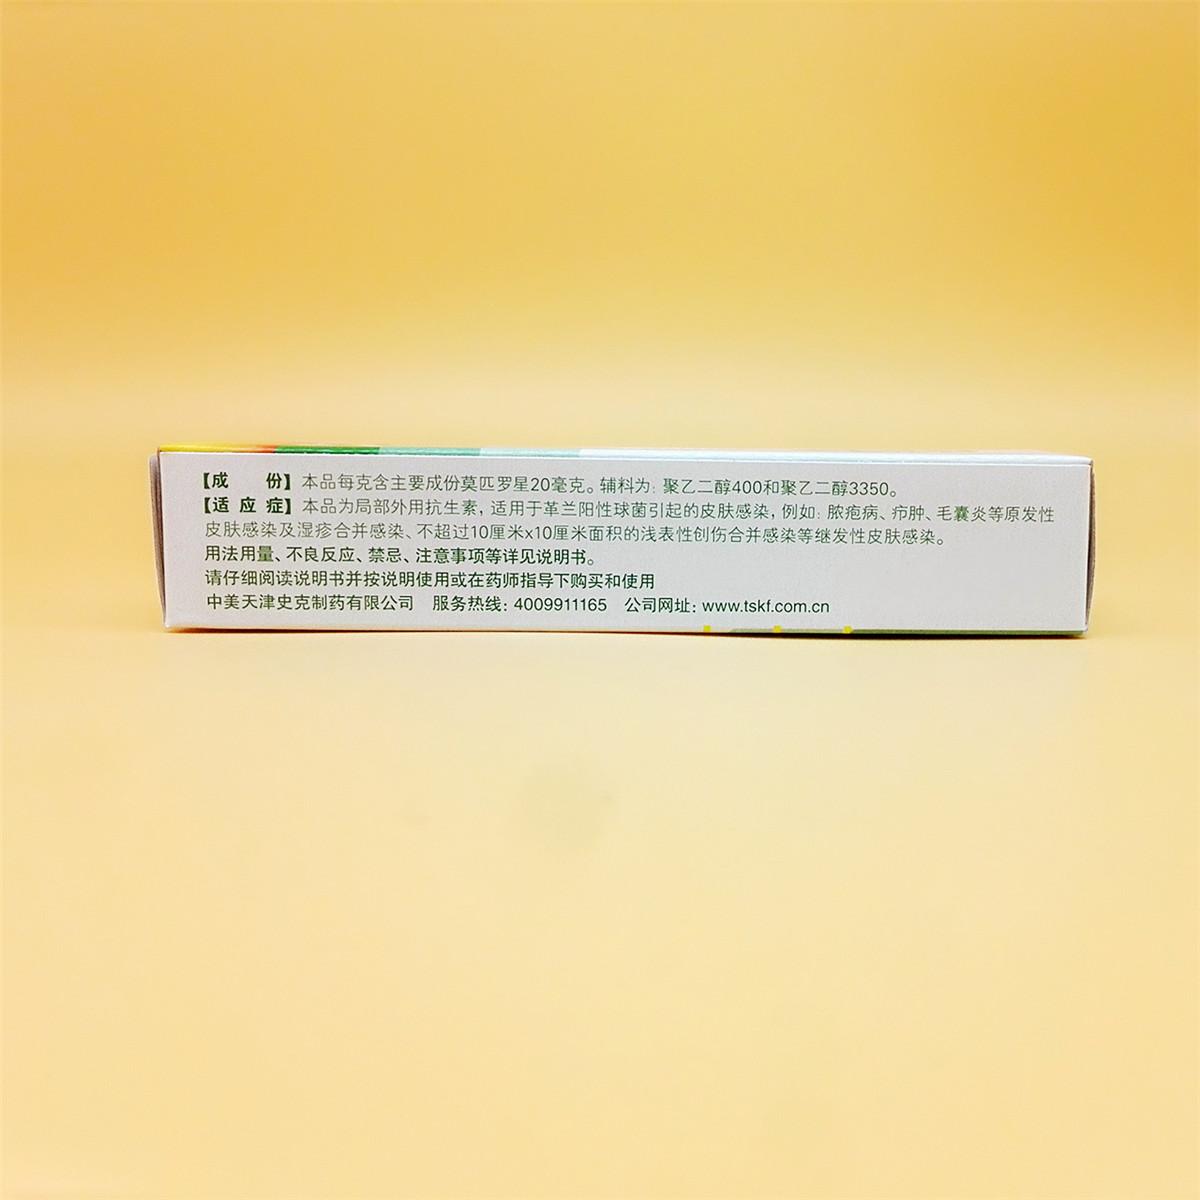 【成 份】本品每克含主要成份莫匹罗星20毫克。辅料为：聚乙二醇400和聚乙二醇3350。
【适应症】本品为局部外用抗生素，适用于革兰阳性球菌引起的皮肤感染，例如：脓疱病、疖肿、毛囊炎等原发性
皮肤感染及湿疹合并感染、不超过10厘米x10厘米面积的浅表性创伤合并感染等继发性皮肤感染。
用法用量、不良反应、禁忌、注意事项等详见说明书。
请仔细阅读说明书并按说明使用或在药师指导下购买和使用
中美天津史克制药有限公司 服务热线：4009911165 公司网址：www.tskf.com.cn